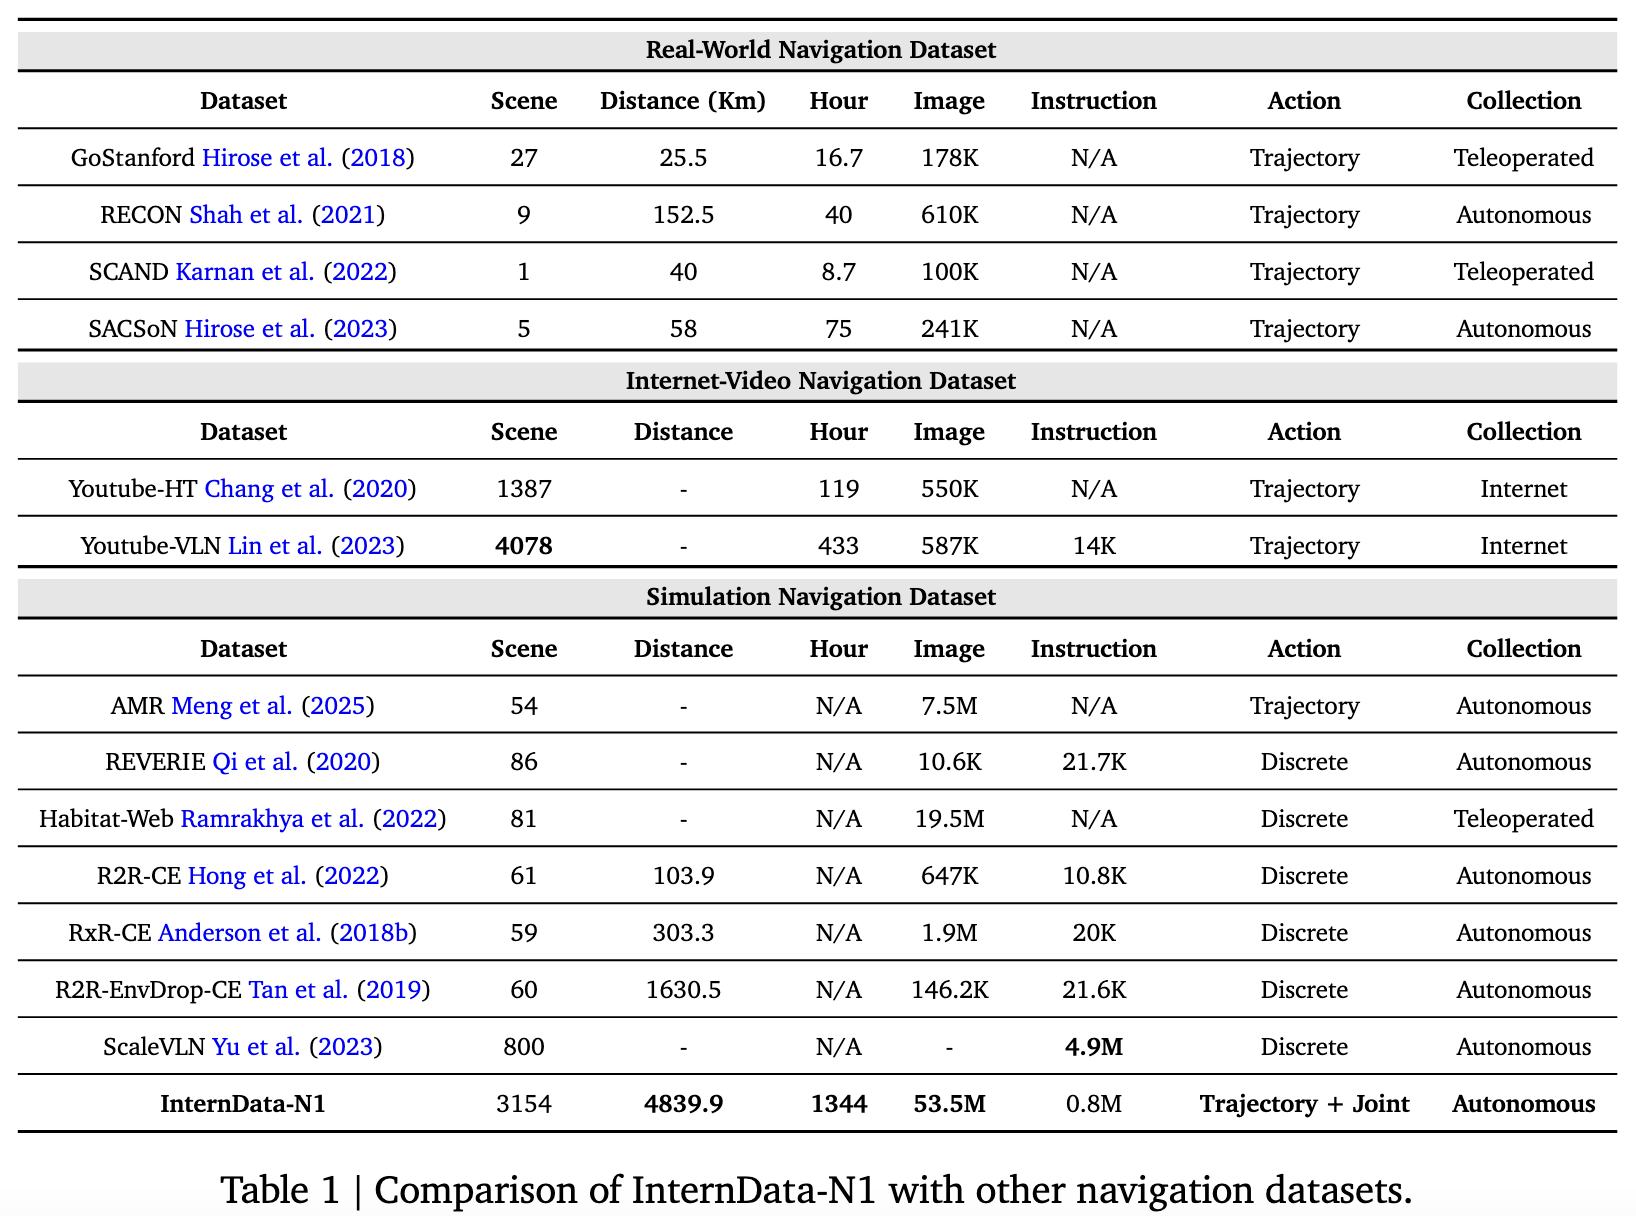 Real-World Navigation Dataset
Dataset Scene Distance (Km) Hour Image Instruction Action Collection
GoStanford Hirose et al. (2018) 27 25.5 16.7 178K N/A Trajectory Teleoperated
RECON Shah et al. (2021) 9 152.5 40 610K N/A Trajectory Autonomous
SCAND Karnan et al. (2022) 1 40 8.7 100K N/A Trajectory Teleoperated
SACSoN Hirose et al. (2023) 5 58 75 241K N/A Trajectory Autonomous
Internet-Video Navigation Dataset
Dataset Scene Distance Hour Image Instruction Action Collection
Youtube-HT Chang et al. (2020) 1387 - 119 550K N/A Trajectory Internet
Youtube-VLN Lin et al. (2023) 4078 - 433 587K 14K Trajectory Internet
Simulation Navigation Dataset
Dataset Scene Distance Hour Image Instruction Action Collection
AMR Meng et al. (2025) 54 - N/A 7.5M N/A Trajectory Autonomous
REVERIE Qi et al. (2020) 86 - N/A 10.6K 21.7K Discrete Autonomous
Habitat-Web Ramrakhya et al. (2022) 81 - N/A 19.5M N/A Discrete Teleoperated
R2R-CE Hong et al. (2022) 61 103.9 N/A 647K 10.8K Discrete Autonomous
RxR-CE Anderson et al. (2018b) 59 303.3 N/A 1.9M 20K Discrete Autonomous
R2R-EnvDrop-CE Tan et al. (2019) 60 1630.5 N/A 146.2K 21.6K Discrete Autonomous
ScaleVLN Yu et al. (2023) 800 - N/A - 4.9M Discrete Autonomous
InternData-N1 3154 4839.9 1344 53.5M 0.8M Trajectory + Joint Autonomous
Table 1 | Comparison of InternData-N1 with other navigation datasets.